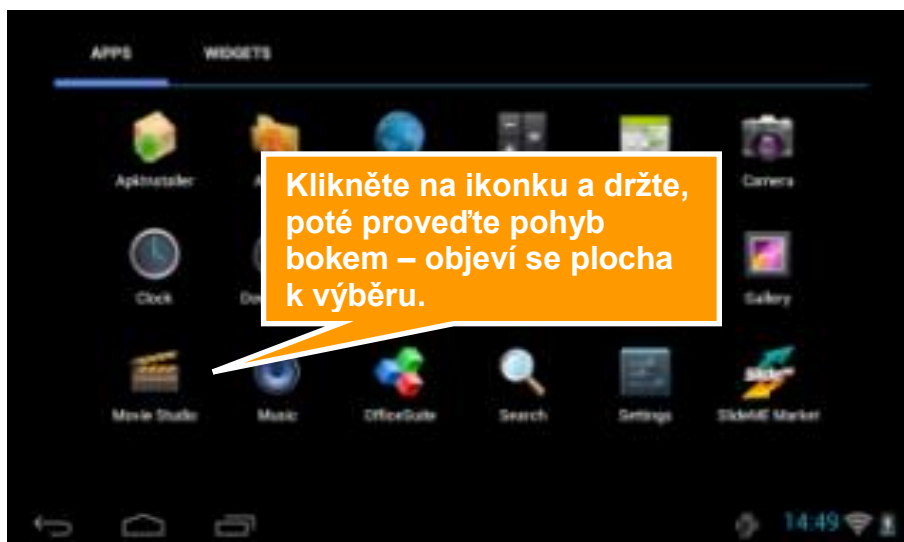 APPS WIDGETS
ApkInstaller
Camera
Klikněte na ikonku a držte,
poté proveďte pohyb
bokem – objeví se plocha
k výběru.
Clock
Gallery
Movie Studio Music OfficeSuite Search Settings SlideME Market
14:49